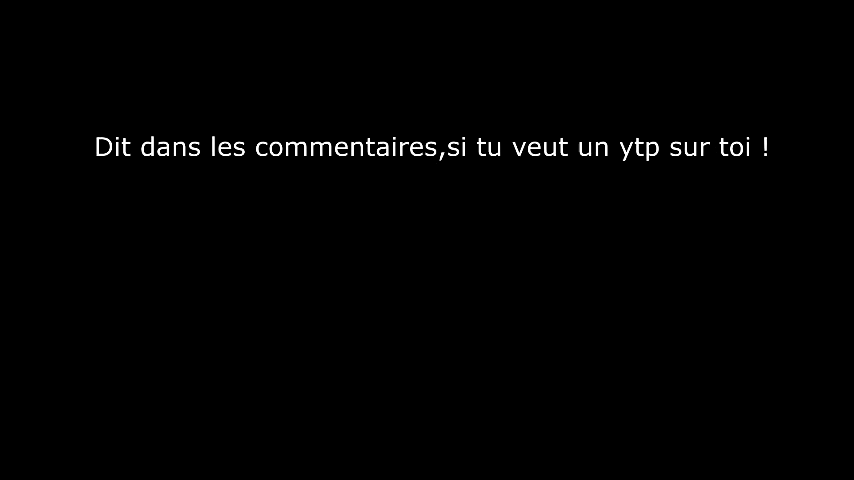 Dit dans les commentaires,si tu veut un ytp sur toi !